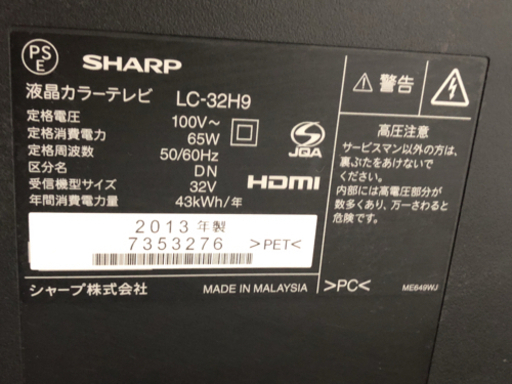 PS
E
SHARP
液晶カラーテレビ LC-32H9
定格電圧 100V～
定格消費電力 65W
定格周波数 50/60Hz
区分名 DN
受信機型サイズ 32V
年間消費電力量 43kWh/年
JQA
HDMI
2013年製
7353276
>PET<
シャープ株式会社 MADE IN MALAYSIA
>PC<
ME649WJ
警告
高圧注意
サービスマン以外の方は、
裏ぶたをあけないで
ください。
内部には高電圧部分が
数多くあり、万一さわると
危険です。